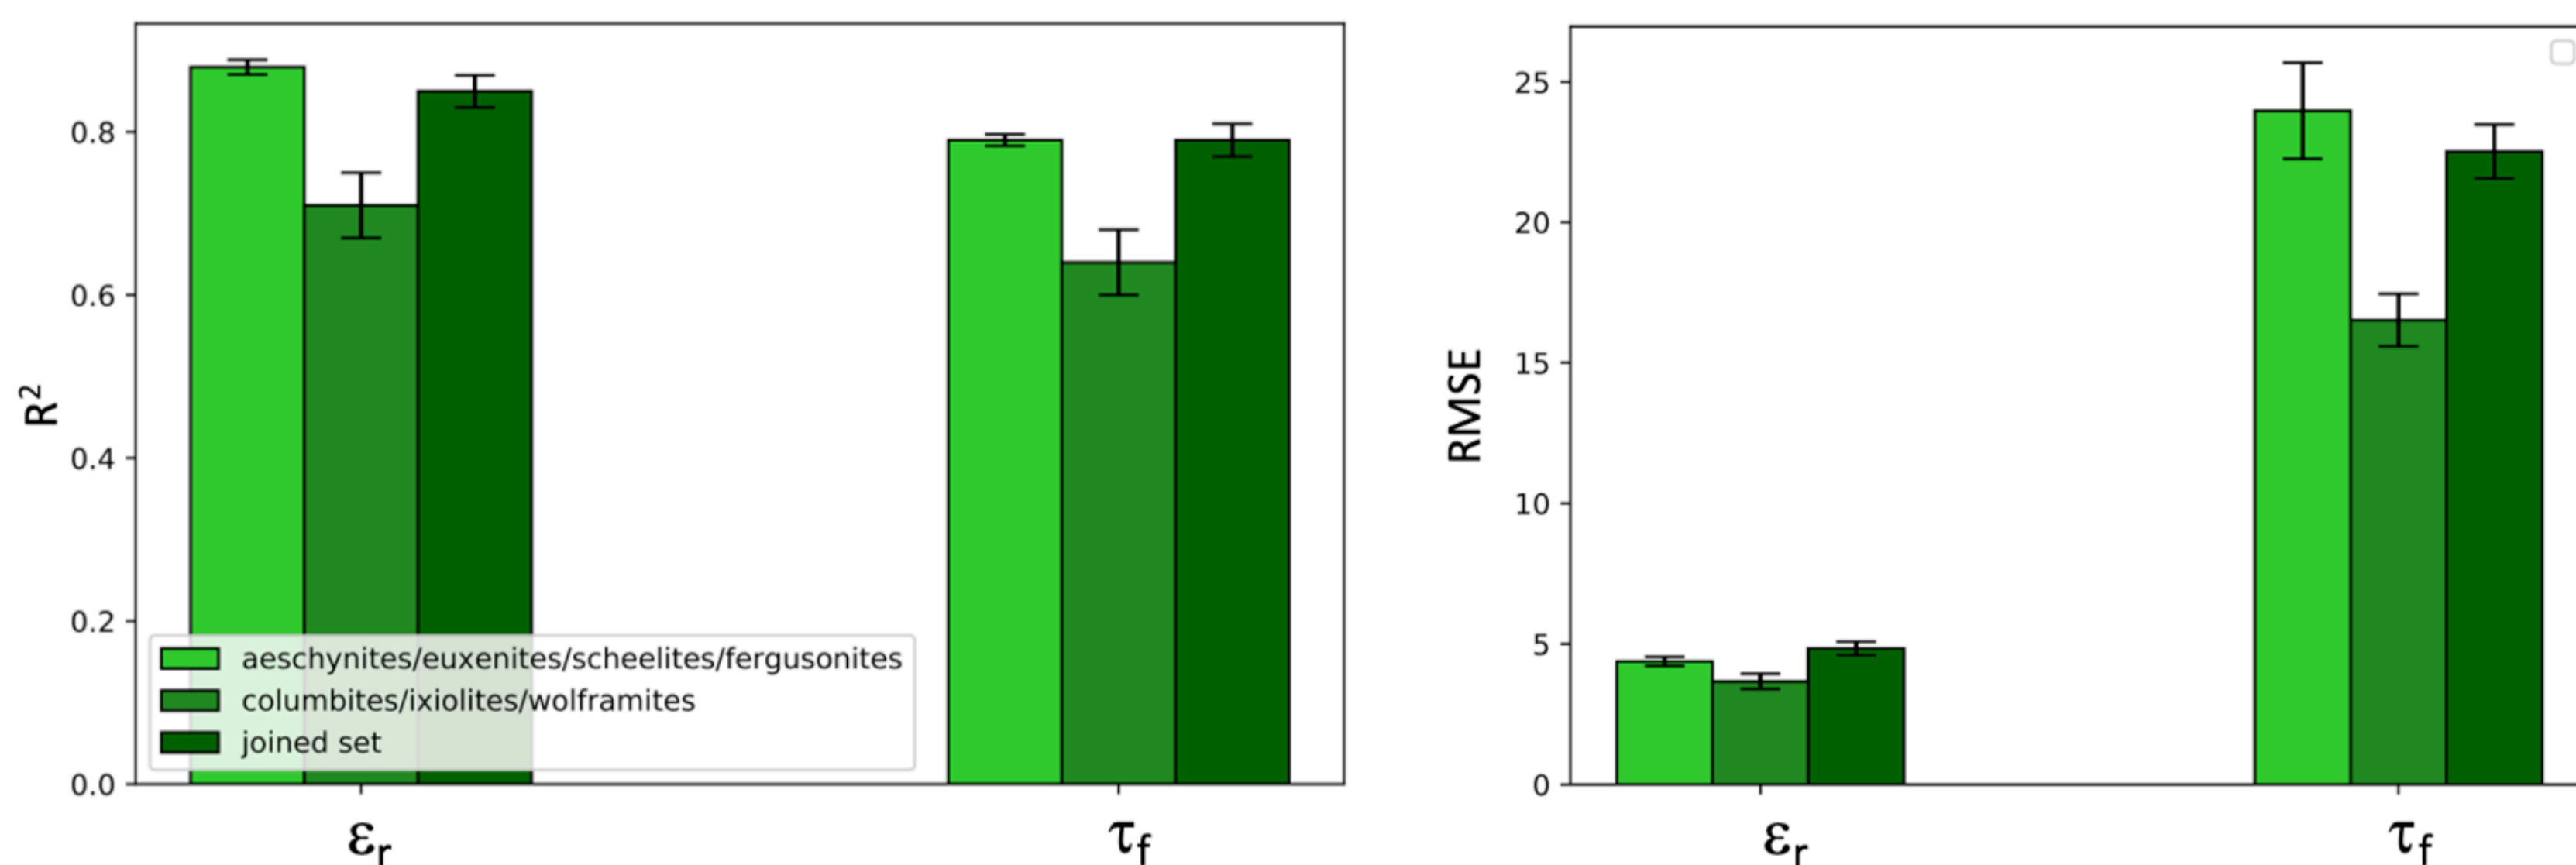 R²
0.8
0.6
0.4
0.2
0.0
aeschynites/euxenites/scheelites/fergusonites
columbites/ixiolites/wolframites
joined set
εr
τf
RMSE
25
20
15
10
5
0
εr
τf